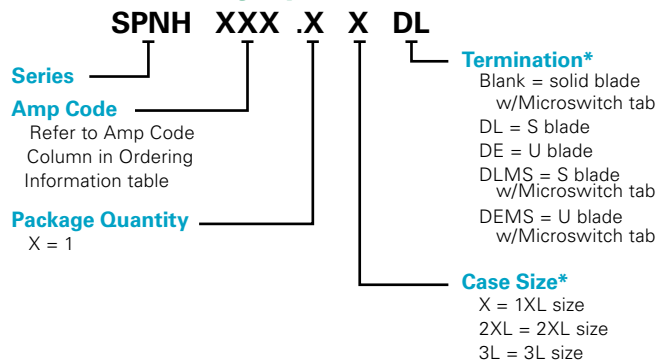 SPNH XXX .X X DL
Series
Amp Code
Refer to Amp Code
Column in Ordering
Information table
Package Quantity
X = 1
Termination*
Blank = solid blade
w/Microswitch tab
DL = S blade
DE = U blade
DLMS = S blade
w/Microswitch tab
DEMS = U blade
w/Microswitch tab
Case Size*
X = 1XL size
2XL = 2XL size
3L = 3L size